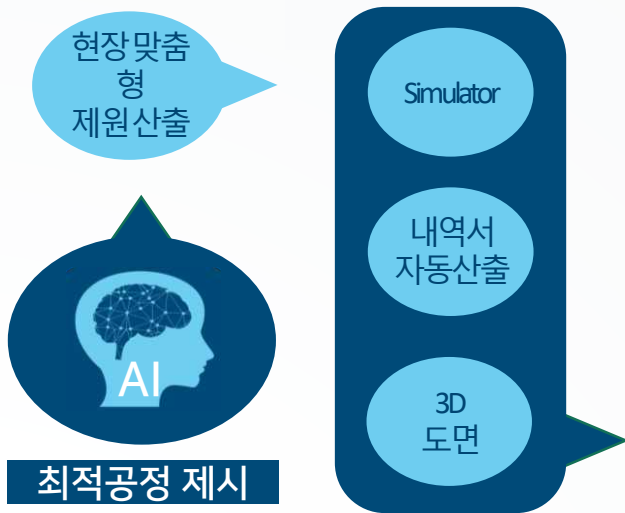 현장맞춤
형
제원산출
AI
최적공정 제시
Simulator
내역서
자동산출
3D
도면